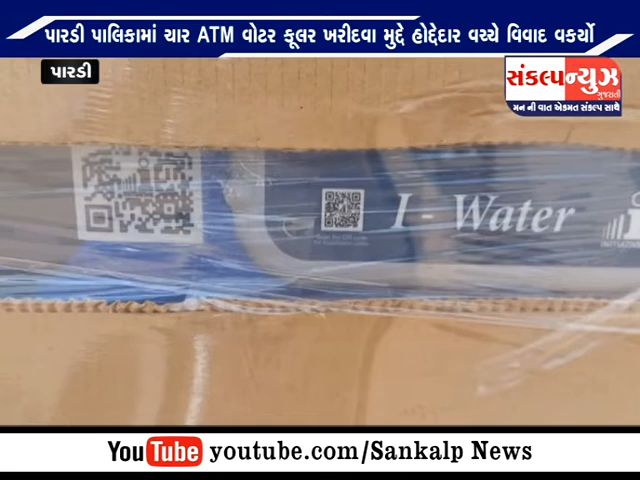 પારડી પાલિકામાં ચાર ATM વોટર કૂલર ખરીદવા મુદ્દે હોદ્દેદાર વચ્ચે વિવાદ વકર્યો
પારડી
સંકલ્પન્યુઝ
ગુજરાતી
મન ની વાત એકમત સંકલ્પ સાથે
I - Water
YouTube youtube.com/Sankalp News